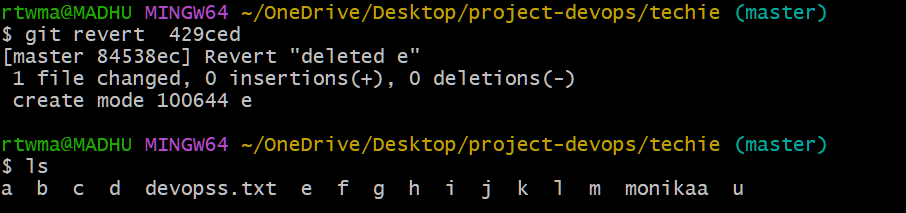 rtwma@MADHU MINGW64 ~/OneDrive/Desktop/project-devops/techie (master)
$ git revert  429ced
[master 84538ec] Revert "deleted e"
 1 file changed, 0 insertions(+), 0 deletions(-)
 create mode 100644 e
rtwma@MADHU MINGW64 ~/OneDrive/Desktop/project-devops/techie (master)
$ ls
a  b  c  d  devopss.txt  e  f  g  h  i  j  k  l  m  monikaa  u